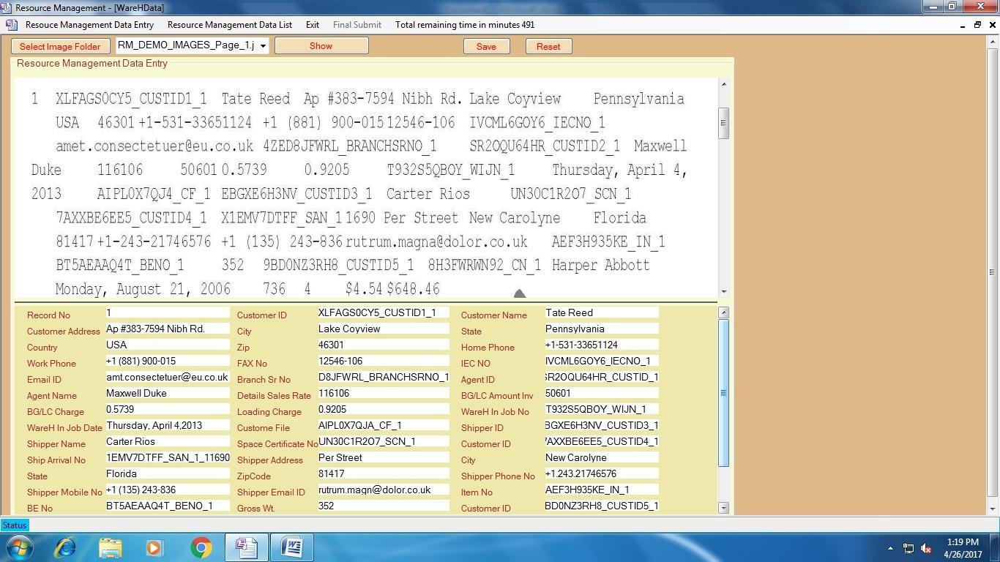 Resource Management - [WareHData]
Resouce Management Data Entry Resource Management Data List Exit Final Submit Total remaining time in minutes 491
Select Image Folder RM_DEMO_IMAGES_Page_1.j Show Save Reset
Resource Management Data Entry
1 XLFAGS0CY5_CUSTID1_1 Tate Reed Ap #383-7594 Nibh Rd. Lake Coyview Pennsylvania
USA 46301 +1-531-33651124 +1 (881) 900-015 12546-106 IVCML6GOY6_IECNO_1
amet.consectetuer@eu.co.uk 4ZED8JFWRL_BRANCHSRNO_1 SR2OQU64HR_CUSTID2_1 Maxwell
Duke 116106 50601 0.5739 0.9205 T932S5QBOY_WIJN_1 Thursday, April 4,
2013 AIPL0X7QJ4_CF_1 EBGXE6H3NV_CUSTID3_1 Carter Rios UN30C1R2O7_SCN_1
7AXXBE6EE5_CUSTID4_1 X1EMV7DTFF_SAN_1 1690 Per Street New Carolyne Florida
81417 +1-243-21746576 +1 (135) 243-836 rutrum.magna@dolor.co.uk AEF3H935KE_IN_1
BT5AEAAQ4T_BENO_1 352 9BD0NZ3RH8_CUSTID5_1 8H3FWRWN92_CN_1 Harper Abbott
Monday, August 21, 2006 736 4 $4.54 $648.46
Record No 1 Customer ID XLFAGS0CY5_CUSTID1_1 Customer Name Tate Reed
Customer Address Ap #383-7594 Nibh Rd. City Lake Coyview State Pennsylvania
Country USA Zip 46301 Home Phone +1-531-33651124
Work Phone +1 (881) 900-015 FAX No 12546-106 IEC NO IVCML6GOY6_IECNO_1
Email ID amt.consectetuer@eu.co.uk Branch Sr No D8JFWRL_BRANCHSRNO_1 Agent ID SR2OQU64HR_CUSTID_1
Agent Name Maxwell Duke Details Sales Rate 116106 BG/LC Amount Inv 50601
BG/LC Charge 0.5739 Loading Charge 0.9205 WareH In Job No T932S5QBOY_WIJN_1
WareH In Job Date Thursday, April 4,2013 Custome File AIPL0X7QJA_CF_1 Shipper ID BGXE6H3NV_CUSTID3_1
Shipper Name Carter Rios Space Certificate No UN30C1R2O7_SCN_1 Customer ID 7AXXBE6EE5_CUSTID4_1
Ship Arrival No 1EMV7DTFF_SAN_1_11690 Shipper Address Per Street City New Carolyne
State Florida ZipCode 81417 Shipper Phone No +1.243.21746576
Shipper Mobile No +1 (135) 243-836 Shipper Email ID rutrum.magn@dolor.co.uk Item No AEF3H935KE_IN_1
BE No BT5AEAAQ4T_BENO_1 Gross Wt. 352 Customer ID BD0NZ3RH8_CUSTID5_1
Status
1:19 PM
4/26/2017